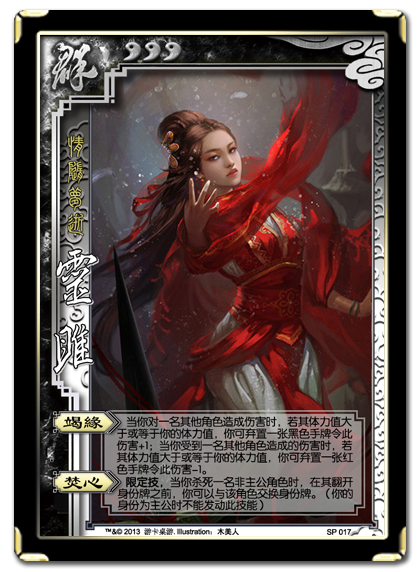 群
情隨夢逝
靈雎
竭緣
当你对一名其他角色造成伤害时，若其体力值大
于或等于你的体力值，你可弃置一张黑色手牌令此
伤害+1；当你受到一名其他角色造成的伤害时，若
其体力值大于或等于你的体力值，你可弃置一张红
色手牌令此伤害-1。
焚心
限定技，当你杀死一名非主公角色时，在其翻开
身份牌之前，你可以与该角色交换身份牌。（你的
身份为主公时不能发动此技能）
™&© 2013 游卡桌游. Illustration：木美人
SP 017